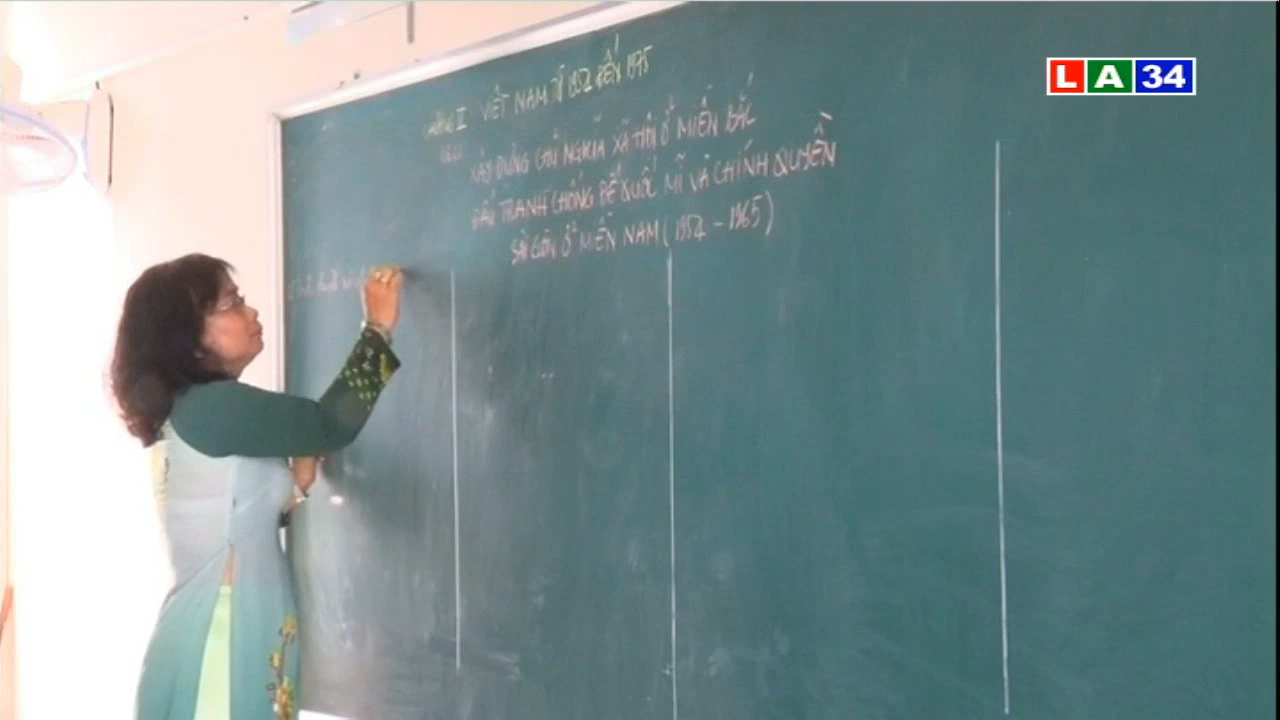 LA34
VIỆT NAM TỪ 1954 ĐẾN 1975
XÂY DỰNG CHỦ NGHĨA XÃ HỘI Ở MIỀN BẮC
ĐẤU TRANH CHỐNG ĐẾ QUỐC MĨ VÀ CHÍNH QUYỀN
SÀI GÒN Ở MIỀN NAM (1954 - 1965)